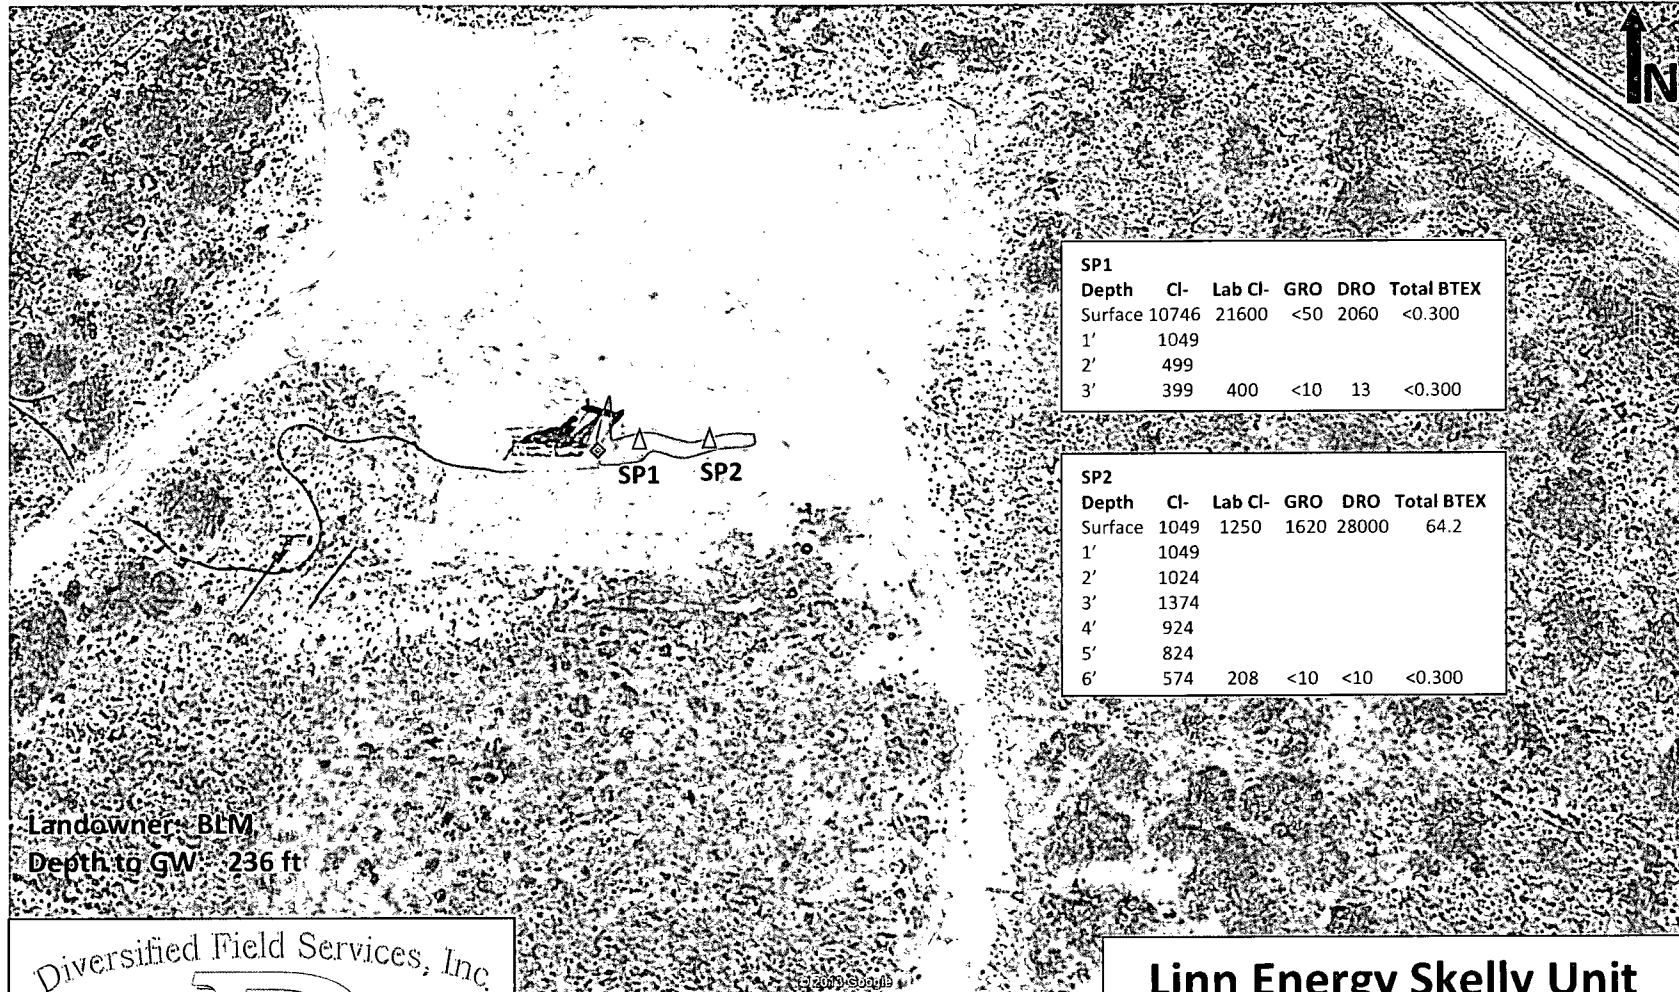 N
SP1
Depth Cl- Lab Cl- GRO DRO Total BTEX
Surface 10746 21600 <50 2060 <0.300
1' 1049
2' 499
3' 399 400 <10 13 <0.300
SP1 SP2
SP2
Depth Cl- Lab Cl- GRO DRO Total BTEX
Surface 1049 1250 1620 28000 64.2
1' 1049
2' 1024
3' 1374
4' 924
5' 824
6' 574 208 <10 <10 <0.300
Landowner: BLM
Depth to GW 236 ft
Diversified Field Services, Inc.
© 2013 Google
Linn Energy Skelly Unit